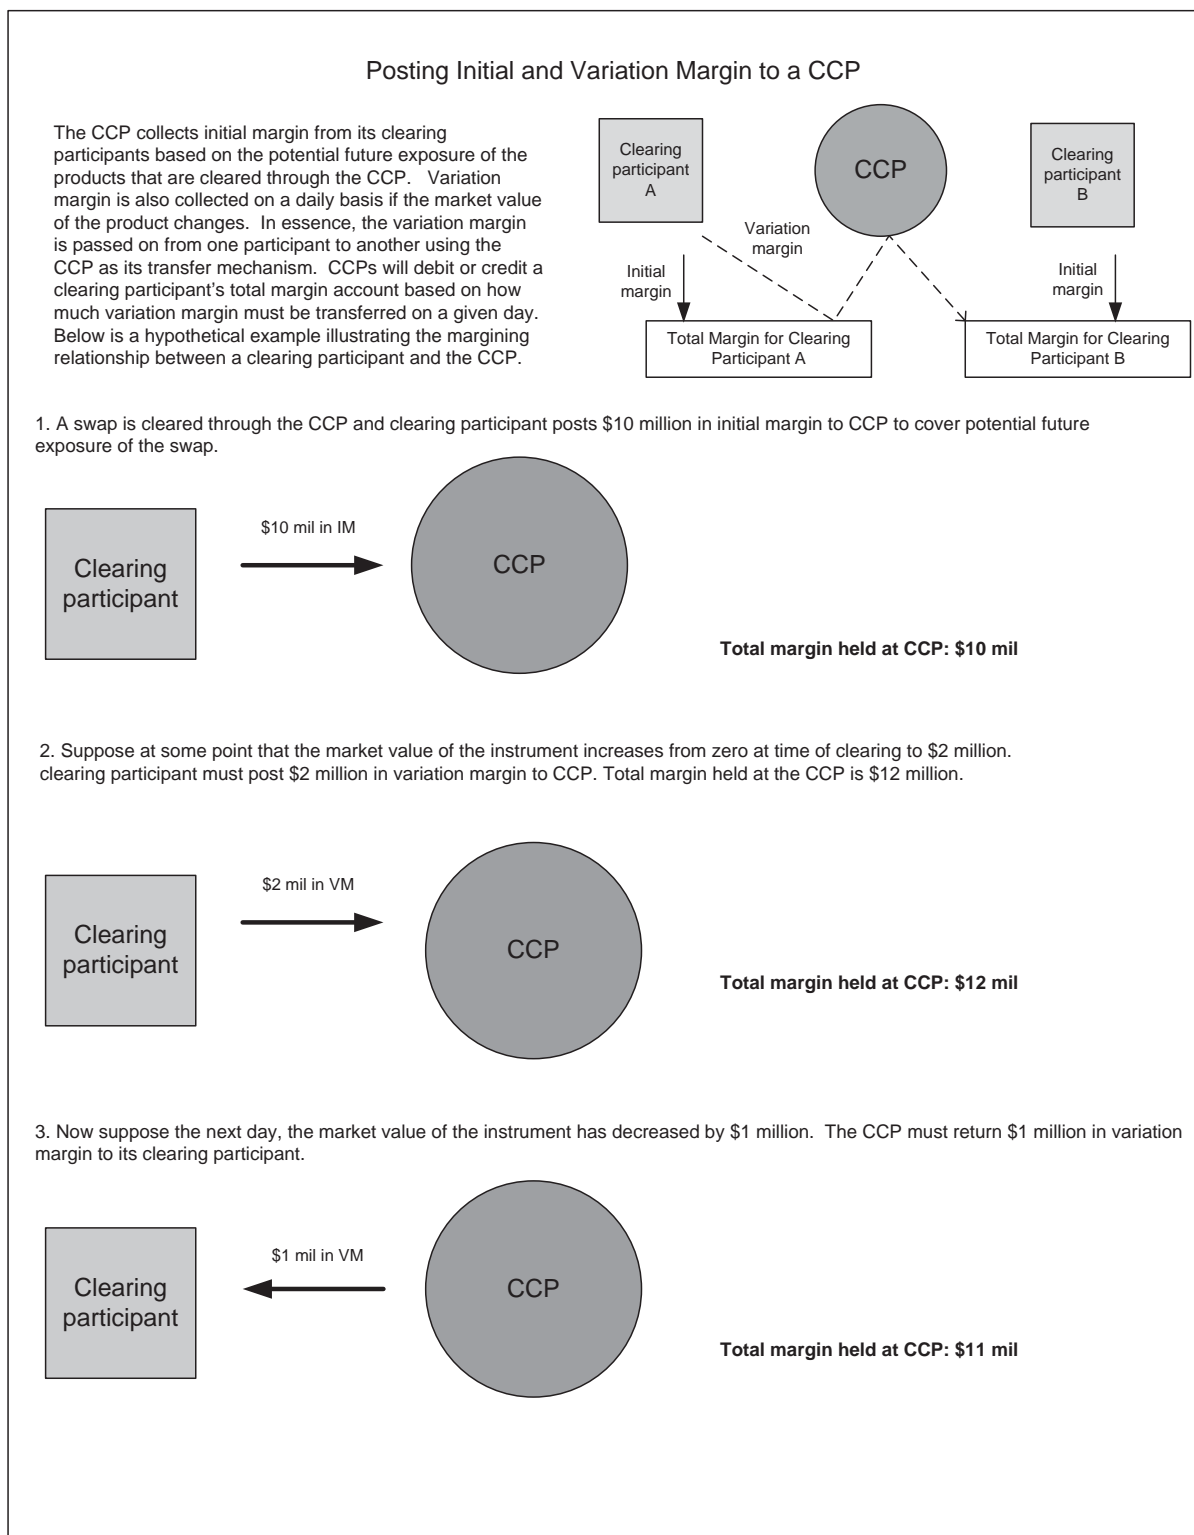 Posting Initial and Variation Margin to a CCP
The CCP collects initial margin from its clearing
participants based on the potential future exposure of the
products that are cleared through the CCP.   Variation
margin is also collected on a daily basis if the market value
of the product changes.  In essence, the variation margin
is passed on from one participant to another using the
CCP as its transfer mechanism.  CCPs will debit or credit a
clearing participant's total margin account based on how
much variation margin must be transferred on a given day.
Below is a hypothetical example illustrating the margining
relationship between a clearing participant and the CCP.
Clearing
participant
A
CCP
Clearing
participant
B
Variation
margin
Initial
margin
Initial
margin
Total Margin for Clearing
Participant A
Total Margin for Clearing
Participant B
1. A swap is cleared through the CCP and clearing participant posts $10 million in initial margin to CCP to cover potential future
exposure of the swap.
Clearing
participant
$10 mil in IM
CCP
Total margin held at CCP: $10 mil
2. Suppose at some point that the market value of the instrument increases from zero at time of clearing to $2 million.
clearing participant must post $2 million in variation margin to CCP. Total margin held at the CCP is $12 million.
Clearing
participant
$2 mil in VM
CCP
Total margin held at CCP: $12 mil
3. Now suppose the next day, the market value of the instrument has decreased by $1 million.  The CCP must return $1 million in variation
margin to its clearing participant.
Clearing
participant
$1 mil in VM
CCP
Total margin held at CCP: $11 mil